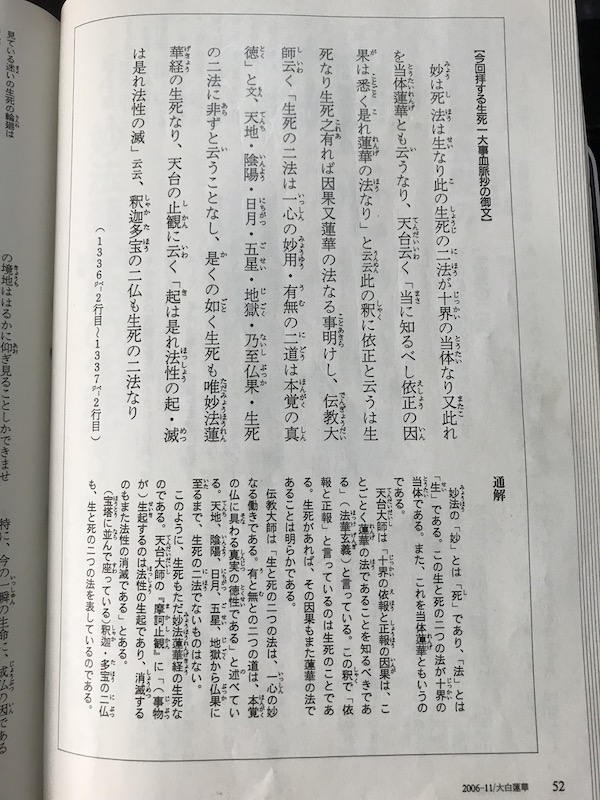 【今回拝する生死一大事血脈抄の御文】
妙は死 法は生なり此の生死の二法が十界の当体なり又此れ
を当体蓮華とも云うなり、天台云く「当に知るべし依正の因
果は悉く是れ蓮華の法なり」と云云此の釈に依正と云うは生
死なり生死之有れば因果又蓮華の法なる事明けし、伝教大
師云く「生死の二法は一心の妙用・有無の二道は本覚の真
徳」と文、天地・陰陽・日月・五星・地獄・乃至仏果・生死
の二法に非ずと云うことなし、是くの如く生死も唯妙法蓮
華経の生死なり、天台の止観に云く「起は是れ法性の起・滅
は是れ法性の滅」云云、釈迦多宝の二仏も生死の二法なり
(1336㌻2行目~1337㌻2行目)
通解
妙法の「妙」とは「死」であり、「法」とは
「生」である。この生と死の二つの法が十界の
当体である。また、これを当体蓮華ともいうの
である。
天台大師は「十界の依報と正報の因果は、こ
とごとく蓮華の法であることを知るべきであ
る」(法華玄義)と言っている。この釈で「依
報と正報」と言っているのは生死のことであ
る。生死があれば、その因果もまた蓮華の法で
あることは明らかである。
伝教大師は「生と死の二つの法は、一心の妙
なる働きである。有と無との二つの道は、本覚
の仏に具わる真実の徳性である」と述べてい
る。天地、陰陽、日月、五星、地獄から仏果に
至るまで、生死の二法でないものはない。
このように、生死もただ妙法蓮華経の生死な
のである。天台大師の『摩訶止観』に「(事物
が)生起するのは法性の生起であり、消滅する
のもまた法性の消滅である」とある。
(宝塔に並んで座っている)釈迦・多宝の二仏
も、生と死の二つの法を表しているのである。
2006-11/大白蓮華 52
見ている迷いの生死の輪廻は
の境地ははるかに仰ぎ見ることしかできませ
特に、今の一瞬の生命に、成仏の因である